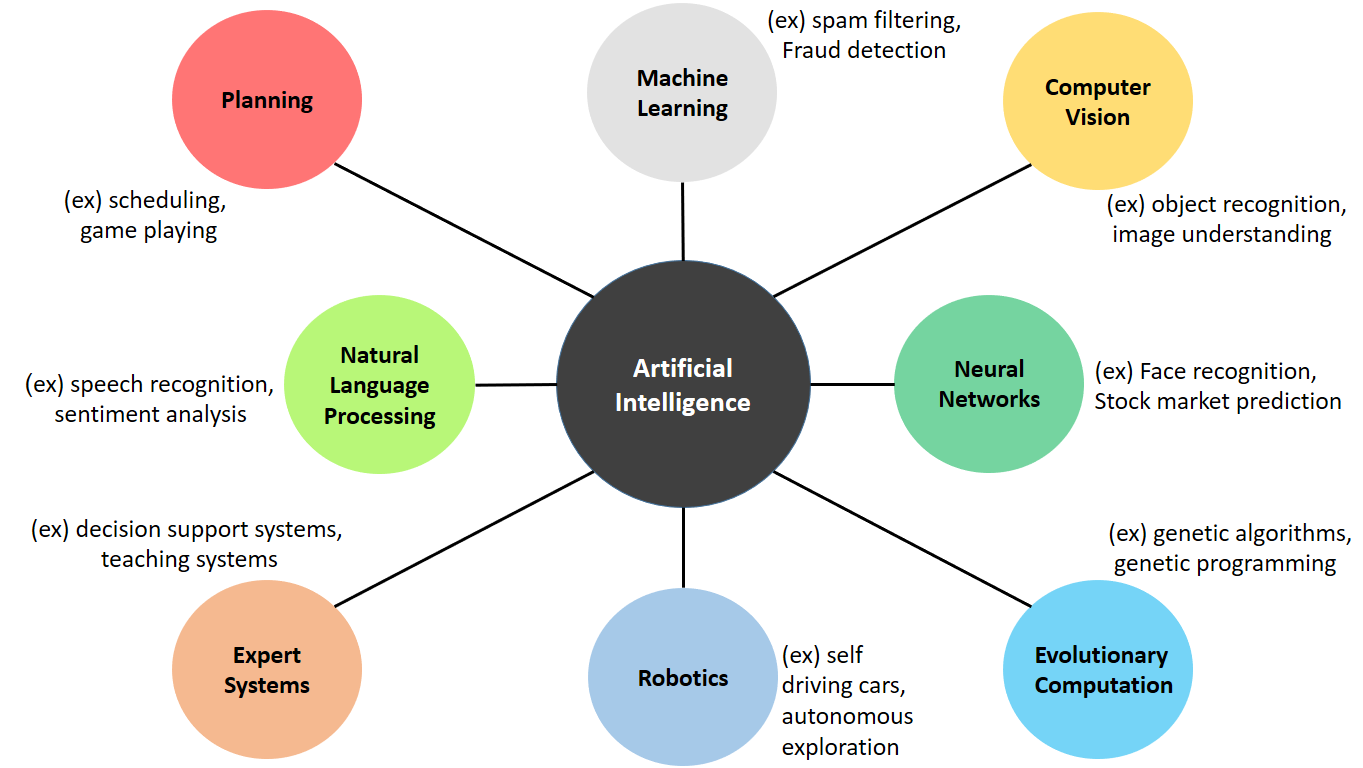 Planning
(ex) scheduling,
game playing
Machine
Learning
(ex) spam filtering,
Fraud detection
Computer
Vision
(ex) object recognition,
image understanding
Natural
Language
Processing
(ex) speech recognition,
sentiment analysis
Artificial
Intelligence
Neural
Networks
(ex) Face recognition,
Stock market prediction
(ex) decision support systems,
teaching systems
Expert
Systems
Robotics
(ex) self
driving cars,
autonomous
exploration
(ex) genetic algorithms,
genetic programming
Evolutionary
Computation